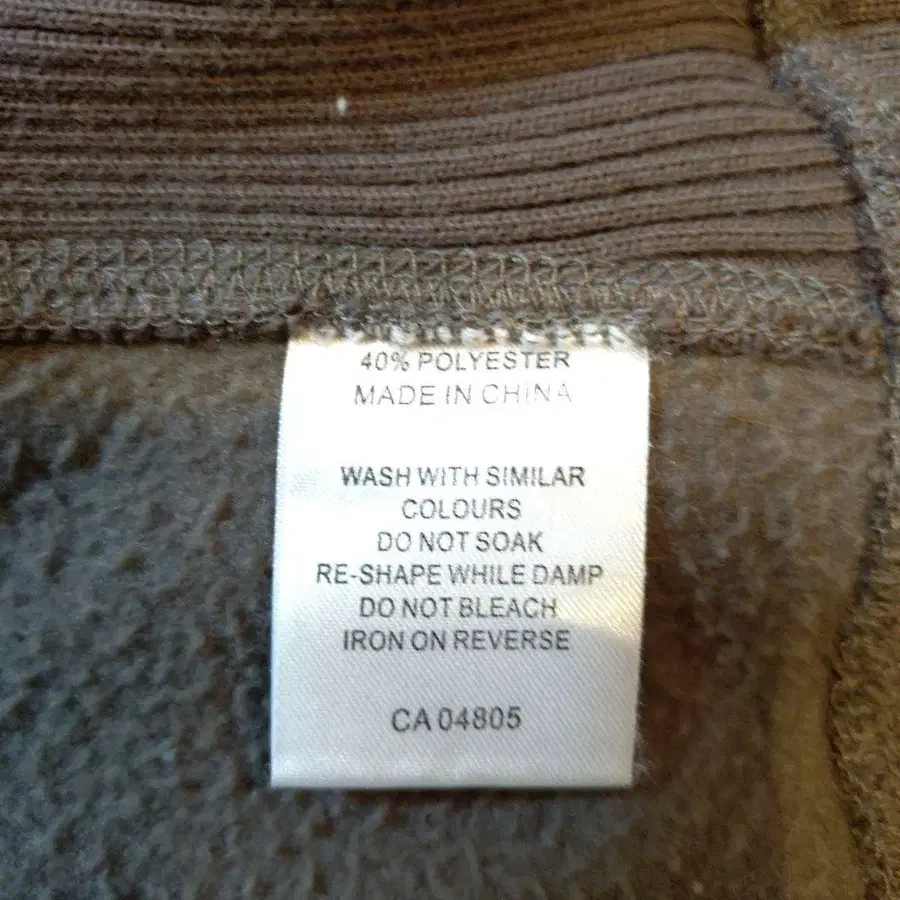 40% POLYESTER
MADE IN CHINA
WASH WITH SIMILAR
COLOURS
DO NOT SOAK
RE-SHAPE WHILE DAMP
DO NOT BLEACH
IRON ON REVERSE
CA 04805